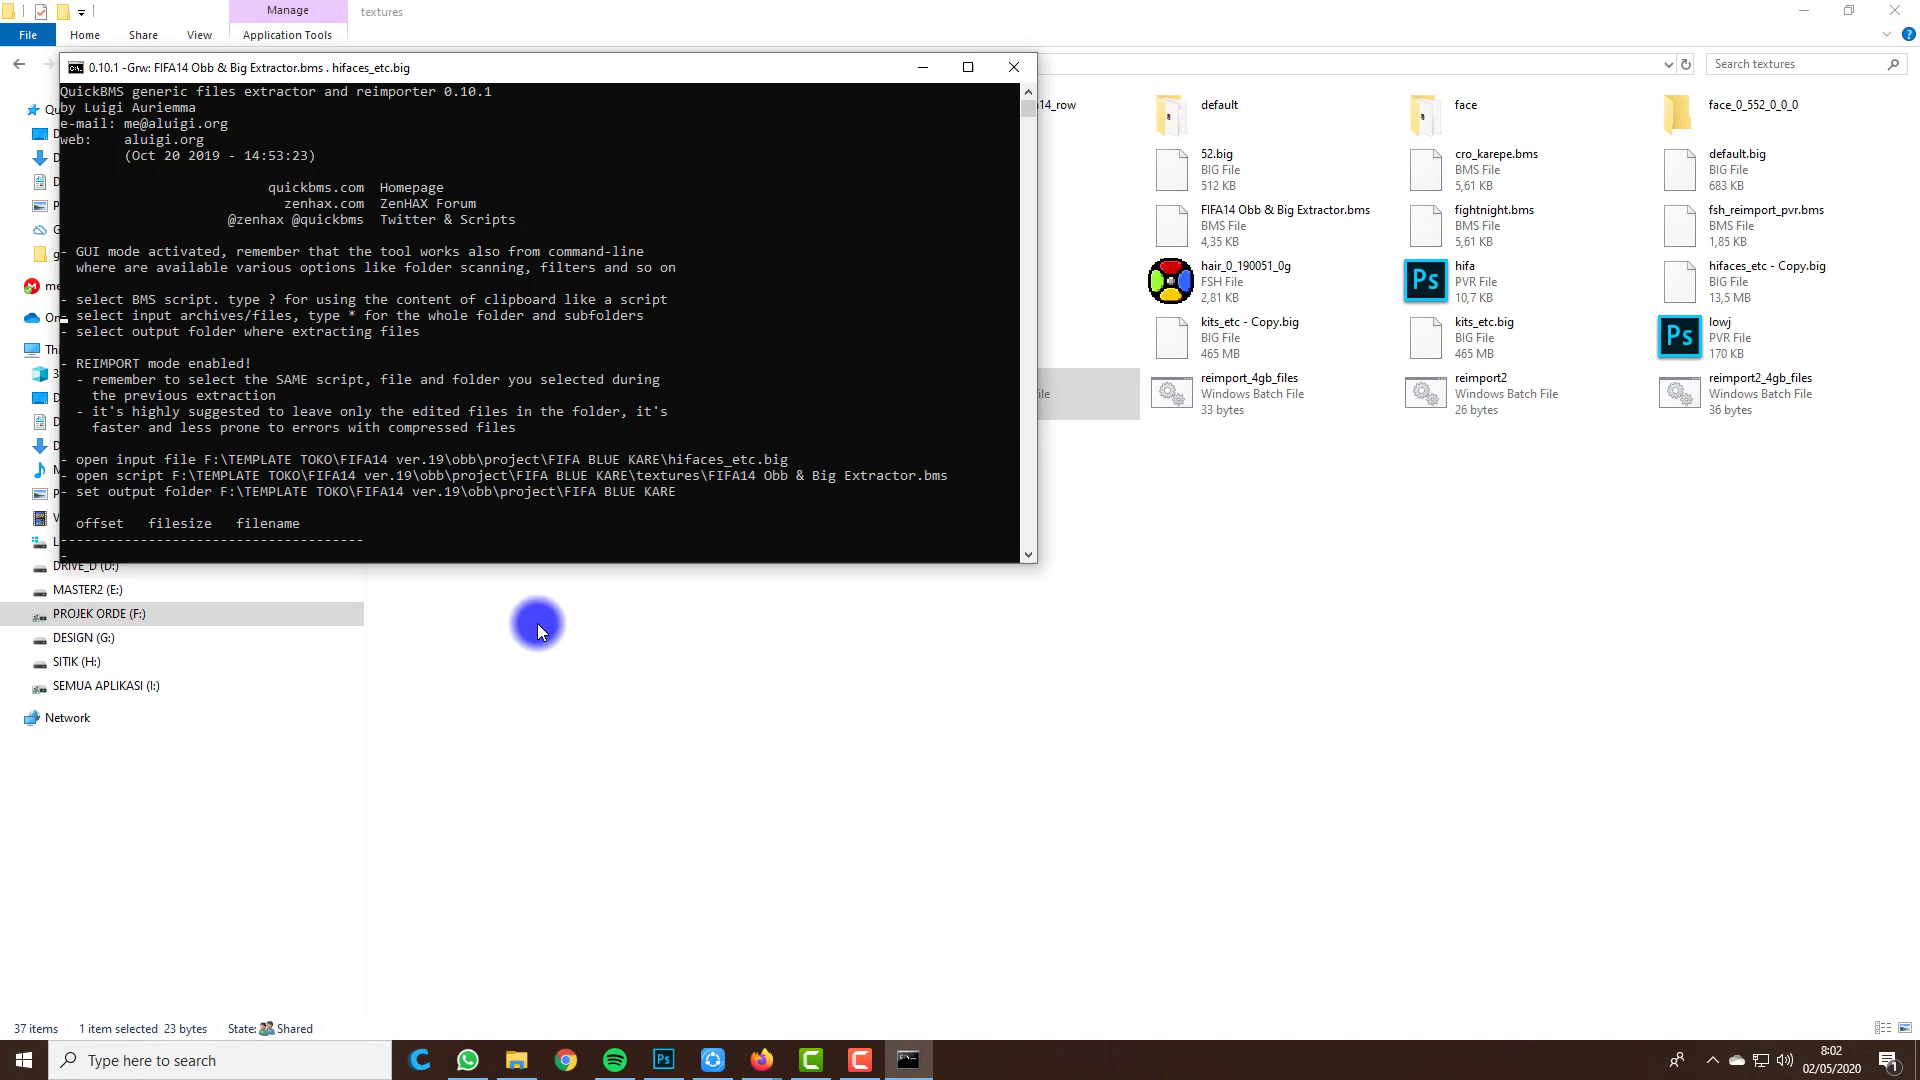 Manage
textures
File
Home
Share
View
Application Tools
0.10.1 -Grw: FIFA14 Obb & Big Extractor.bms . hifaces_etc.big
Search textures
QuickBMS generic files extractor and reimporter 0.10.1
by Luigi Auriemma
e-mail: me@aluigi.org
web:    aluigi.org
(Oct 20 2019 - 14:53:23)
quickbms.com  Homepage
zenhax.com  ZenHAX Forum
@zenhax @quickbms  Twitter & Scripts
- GUI mode activated, remember that the tool works also from command-line
where are available various options like folder scanning, filters and so on
- select BMS script. type ? for using the content of clipboard like a script
- select input archives/files, type * for the whole folder and subfolders
- select output folder where extracting files
- REIMPORT mode enabled!
- remember to select the SAME script, file and folder you selected during
the previous extraction
- it's highly suggested to leave only the edited files in the folder, it's
faster and less prone to errors with compressed files
- open input file F:\TEMPLATE TOKO\FIFA14 ver.19\obb\project\FIFA BLUE KARE\hifaces_etc.big
- open script F:\TEMPLATE TOKO\FIFA14 ver.19\obb\project\FIFA BLUE KARE\textures\FIFA14 Obb & Big Extractor.bms
- set output folder F:\TEMPLATE TOKO\FIFA14 ver.19\obb\project\FIFA BLUE KARE
offset   filesize   filename
--------------------------------------
-
14_row
default
face
face_0_552_0_0_0
52.big
BIG File
512 KB
cro_karepe.bms
BMS File
5,61 KB
default.big
BIG File
683 KB
FIFA14 Obb & Big Extractor.bms
BMS File
4,35 KB
fightnight.bms
BMS File
5,61 KB
fsh_reimport_pvr.bms
BMS File
1,85 KB
hair_0_190051_0g
FSH File
2,81 KB
hifa
PVR File
10,7 KB
hifaces_etc - Copy.big
BIG File
13,5 MB
kits_etc - Copy.big
BIG File
465 MB
kits_etc.big
BIG File
465 MB
lowj
PVR File
170 KB
ile
reimport_4gb_files
Windows Batch File
33 bytes
reimport2
Windows Batch File
26 bytes
reimport2_4gb_files
Windows Batch File
36 bytes
Ps
Ps
Qu
D
D
D
P
G
g
me
On
Thi
3
D
D
D
M
P
V
L
DRIVE_D (D:)
MASTER2 (E:)
PROJEK ORDE (F:)
DESIGN (G:)
SITIK (H:)
SEMUA APLIKASI (I:)
Network
37 items
1 item selected  23 bytes
State:
Shared
Type here to search
Ps
8:02
02/05/2020
1